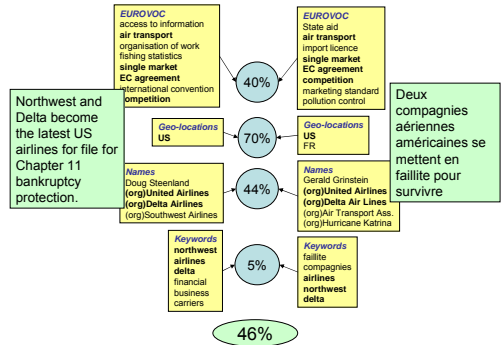 EUROVOC
access to information
air transport
organisation of work
fishing statistics
single market
EC agreement
international convention
competition
40%
EUROVOC
State aid
air transport
import licence
single market
EC agreement
competition
marketing standard
pollution control
Northwest and
Delta become
the latest US
airlines for file for
Chapter 11
bankruptcy
protection.
Deux
compagnies
aériennes
américaines se
mettent en
faillite pour
survivre
Geo-locations
US
70%
Geo-locations
US
FR
Names
Doug Steenland
(org)United Airlines
(org)Delta Airlines
(org)Southwest Airlines
44%
Names
Gerald Grinstein
(org)United Airlines
(org)Delta Air Lines
(org)Air Transport Ass.
(org)Hurricane Katrina
Keywords
northwest
airlines
delta
financial
business
carriers
5%
Keywords
faillite
compagnies
airlines
northwest
delta
46%